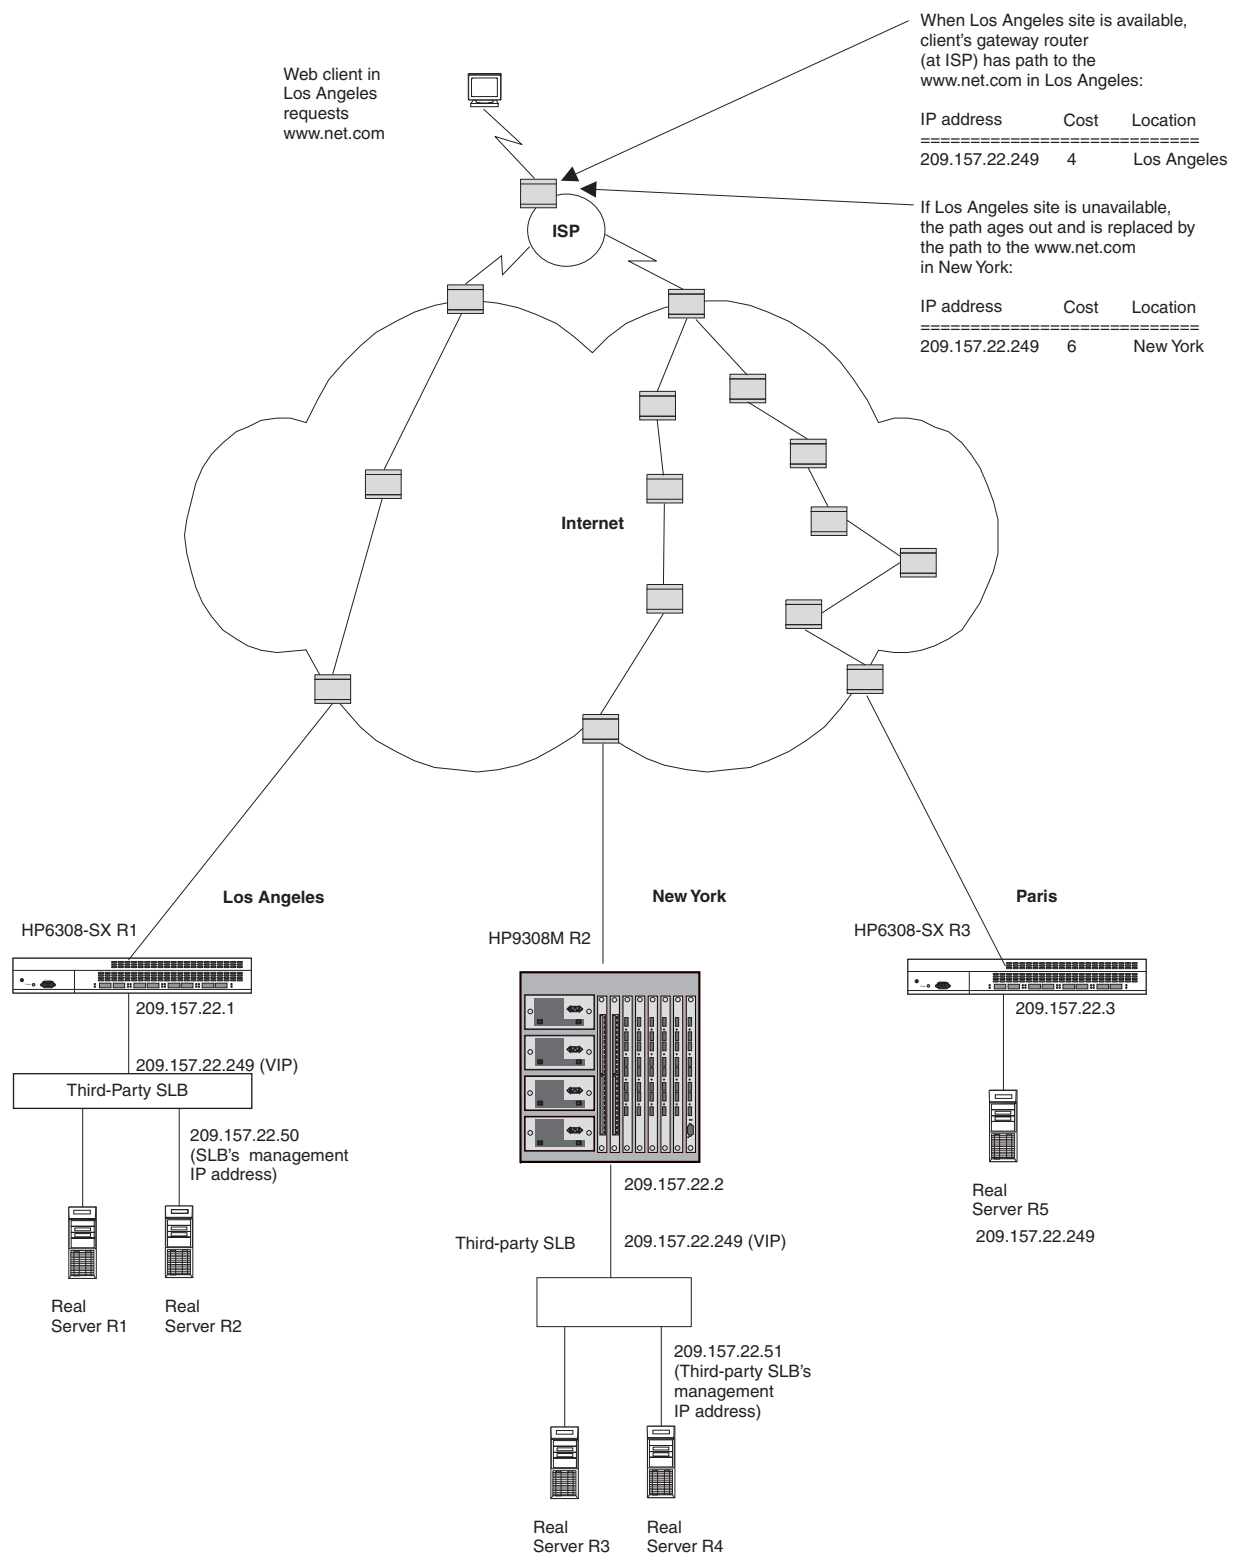 When Los Angeles site is available,
client's gateway router
(at ISP) has path to the
www.net.com in Los Angeles:
IP address Cost Location
============================
209.157.22.249 4 Los Angeles
Web client in
Los Angeles
requests
www.net.com
If Los Angeles site is unavailable,
the path ages out and is replaced by
the path to the www.net.com
in New York:
IP address Cost Location
============================
209.157.22.249 6 New York
ISP
Internet
Los Angeles
New York
Paris
HP6308-SX R1
HP9308M R2
HP6308-SX R3
209.157.22.1
209.157.22.3
209.157.22.249 (VIP)
Third-Party SLB
209.157.22.50
(SLB's management
IP address)
209.157.22.2
Real
Server R5
209.157.22.249
Third-party SLB
209.157.22.249 (VIP)
Real
Server R1
Real
Server R2
209.157.22.51
(Third-party SLB's
management
IP address)
Real
Server R3
Real
Server R4